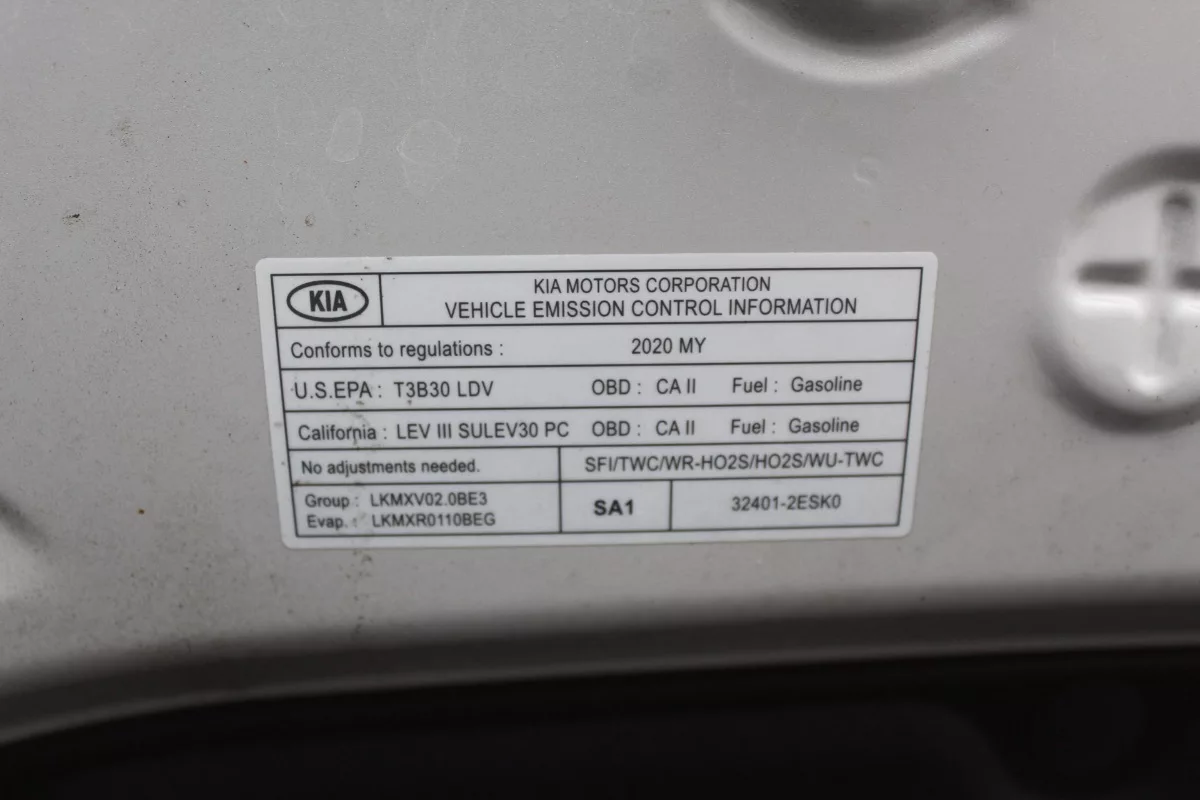 KIA
KIA MOTORS CORPORATION
VEHICLE EMISSION CONTROL INFORMATION
Conforms to regulations : 2020 MY
U.S.EPA : T3B30 LDV OBD : CA II Fuel : Gasoline
California : LEV III SULEV30 PC OBD : CA II Fuel : Gasoline
No adjustments needed. SFI/TWC/WR-HO2S/HO2S/WU-TWC
Group : LKMXV02.0BE3
Evap. : LKMXR0110BEG
SA1
32401-2ESK0